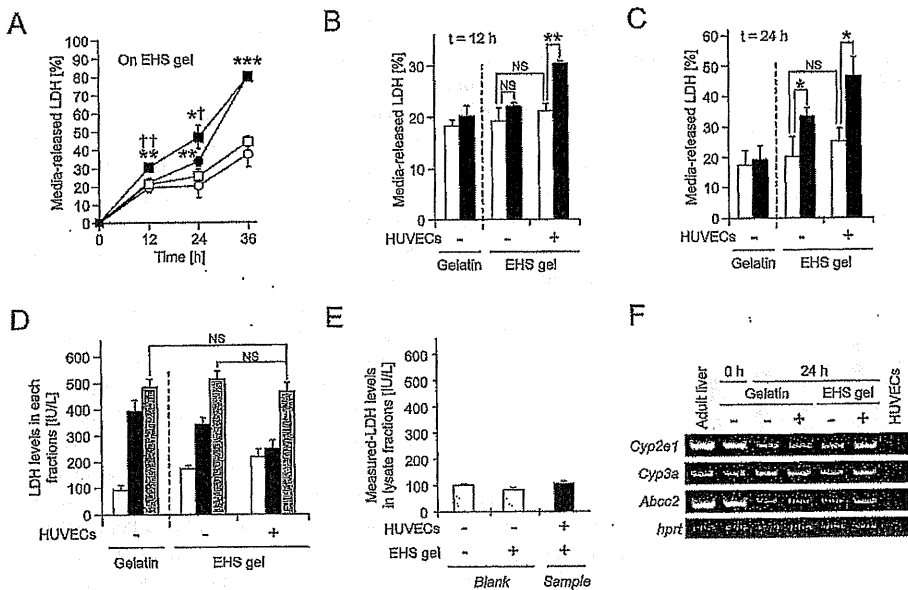 A
On EHS gel
Media-released LDH [%]
100
90
80
70
60
50
40
30
20
10
0
††
**
*†
**
***
0 12 24 36
Time [h]
B
t = 12 h
Media-released LDH [%]
30
20
10
0
NS
NS
**
HUVECs - - +
Gelatin EHS gel
C
t = 24 h
Media-released LDH [%]
60
50
40
30
20
10
0
NS
*
*
HUVECs - - +
Gelatin EHS gel
D
LDH levels in each
fractions [IU/L]
600
500
400
300
200
100
0
NS
NS
HUVECs - - +
Gelatin EHS gel
E
Measured-LDH levels
in lysate fractions [IU/L]
600
500
400
300
200
100
0
HUVECs +
EHS gel - + +
Blank Sample
F
Adult liver
0 h 24 h
Gelatin EHS gel
HUVECs
- - + - +
Cyp2e1
Cyp3a
Abcc2
hprt